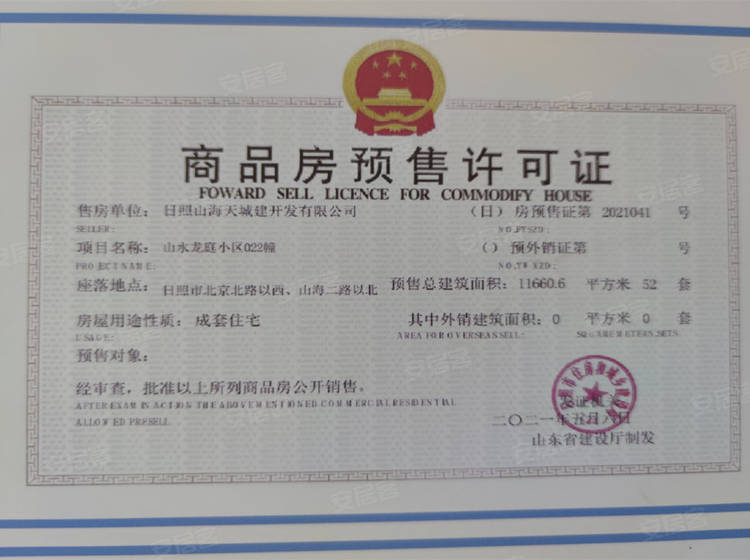 商品房预售许可证
FOWARD SELL LICENCE FOR COMMODIFY HOUSE
售房单位：日照山海天城建开发有限公司 （日）房预售证第 2021041 号
SELLER:
项目名称：山水龙庭小区022幢 （）预外销证第 号
PROJECT NAME:
座落地点：日照市北京北路以西、山海二路以北 预售总建筑面积：11660.6 平方米 52 套
房屋用途性质：成套住宅 其中外销建筑面积：0 平方米 0 套
USAGE: AREA FOR OVERSEAS SELL: SQUARE METERS, SETS
预售对象：
经审查，批准以上所列商品房公开销售。
AFTER EXAM IN ACTION THE ABOVE MENTIONED COMMERCIAL RESIDENTIAL
ALLOWED PRESELL
发证机关
二〇二一年五月六日
山东省建设厅制发
安居客